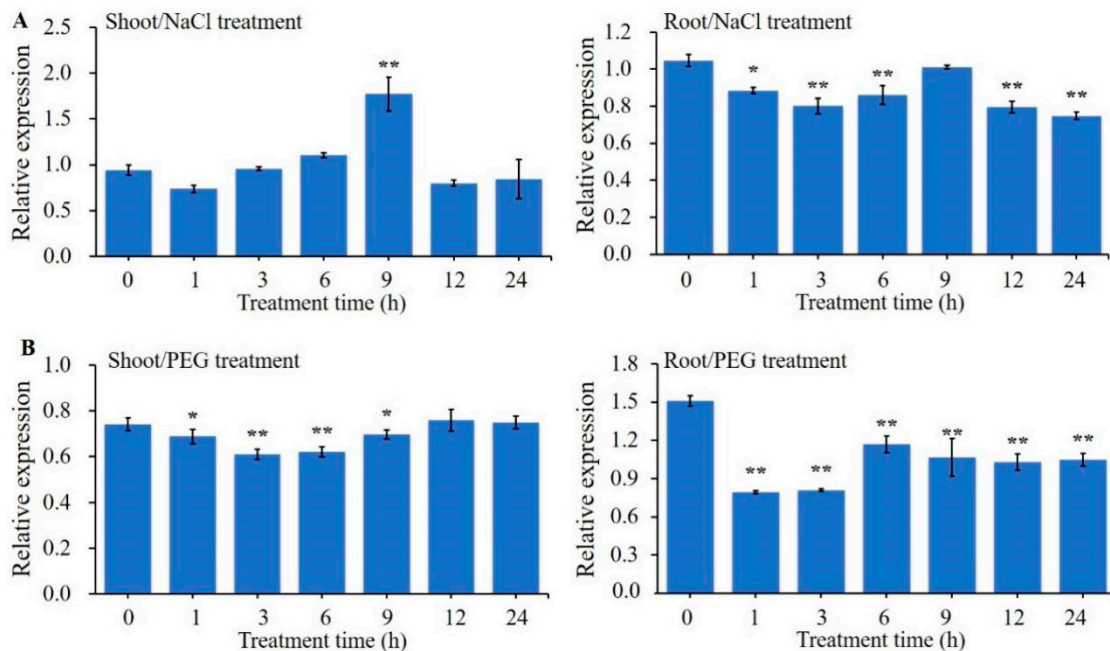 A
Shoot/NaCl treatment
Relative expression
2.5
2.0
1.5
1.0
0.5
0.0
**
0 1 3 6 9 12 24
Treatment time (h)
Root/NaCl treatment
Relative expression
1.2
1.0
0.8
0.6
0.4
0.2
0.0
* ** ** ** **
0 1 3 6 9 12 24
Treatment time (h)
B
Shoot/PEG treatment
Relative expression
1.0
0.8
0.6
0.4
0.2
0.0
* ** ** *
0 1 3 6 9 12 24
Treatment time (h)
Root/PEG treatment
Relative expression
1.8
1.5
1.2
0.9
0.6
0.3
0.0
** ** ** ** ** **
0 1 3 6 9 12 24
Treatment time (h)